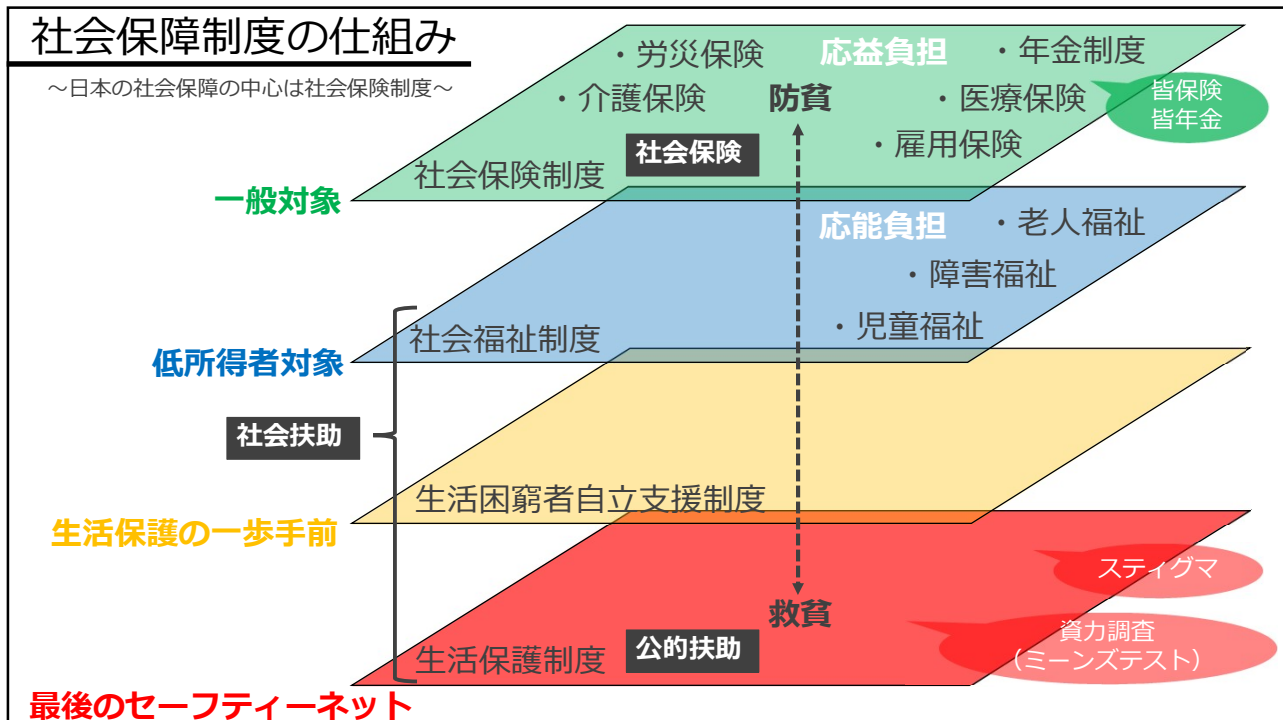 社会保障制度の仕組み
～日本の社会保障の中心は社会保険制度～
・労災保険
応益負担
・年金制度
・介護保険
防貧
・医療保険
皆保険
皆年金
社会保険
・雇用保険
社会保険制度
一般対象
応能負担
・老人福祉
・障害福祉
・児童福祉
社会福祉制度
低所得者対象
社会扶助
生活困窮者自立支援制度
生活保護の一歩手前
スティグマ
救貧
資力調査
（ミーンズテスト）
公的扶助
生活保護制度
最後のセーフティーネット